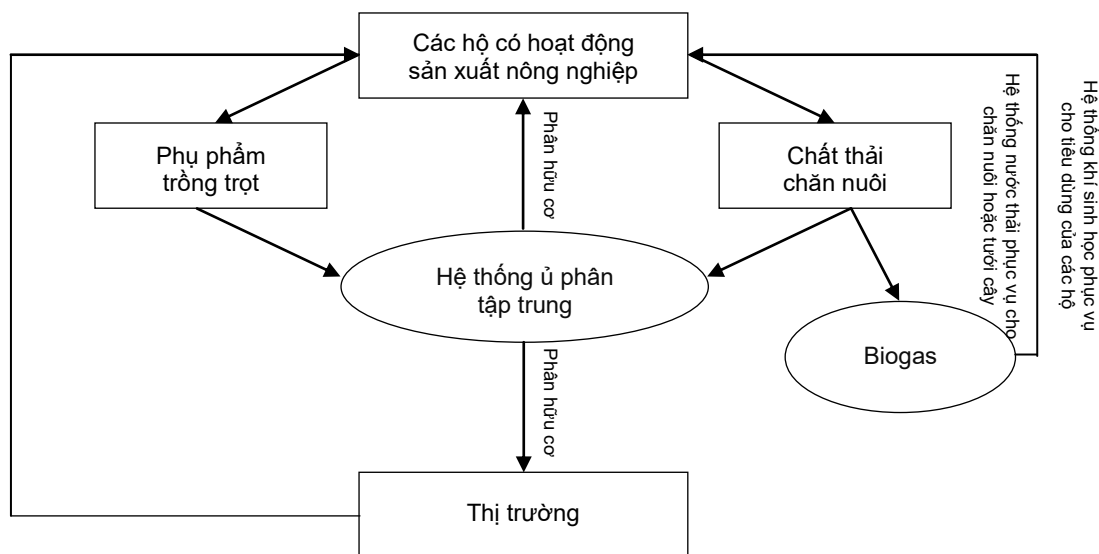 Các hộ có hoạt động
sản xuất nông nghiệp
Phụ phẩm
trồng trọt
Phân hữu cơ
Chất thải
chăn nuôi
Hệ thống nước thải phục vụ cho
chăn nuôi hoặc tưới cây
Hệ thống khí sinh học phục vụ
cho tiêu dùng của các hộ
Hệ thống ủ phân
tập trung
Biogas
Phân hữu cơ
Thị trường